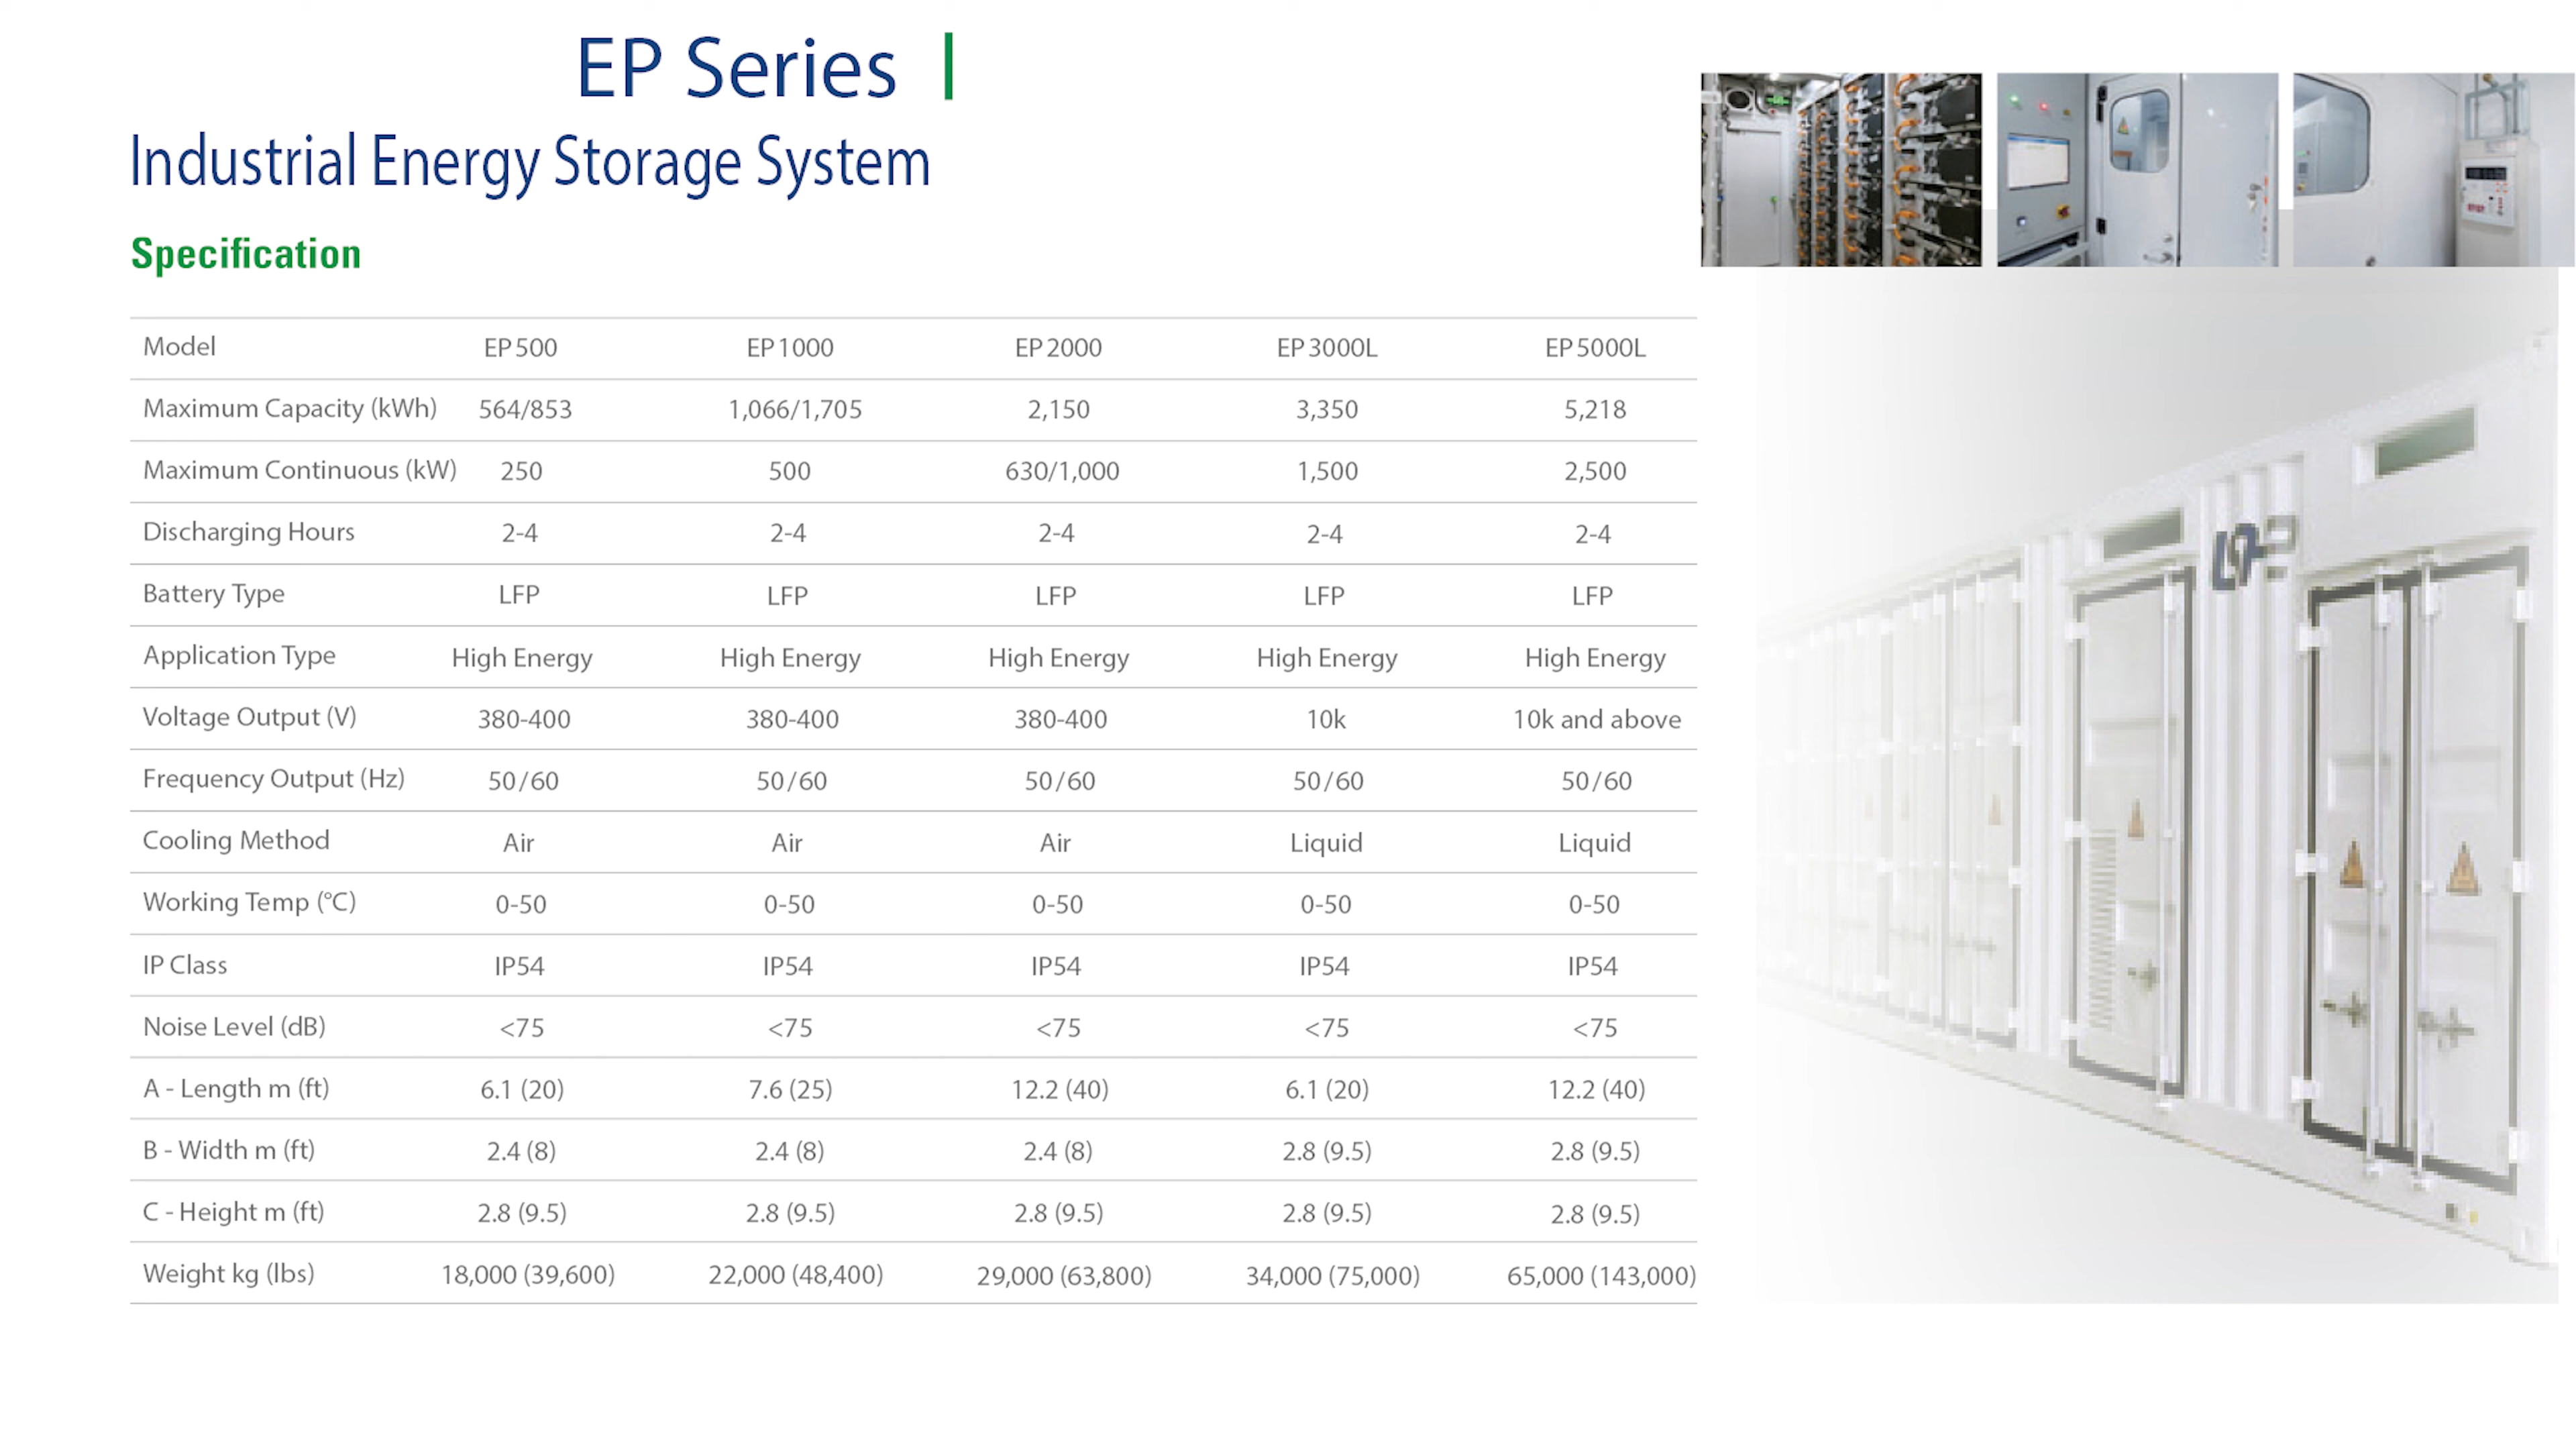 EP Series
Industrial Energy Storage System
Specification
Model EP500 EP1000 EP2000 EP3000L EP5000L
Maximum Capacity (kWh) 564/853 1,066/1,705 2,150 3,350 5,218
Maximum Continuous (kW) 250 500 630/1,000 1,500 2,500
Discharging Hours 2-4 2-4 2-4 2-4 2-4
Battery Type LFP LFP LFP LFP LFP
Application Type High Energy High Energy High Energy High Energy High Energy
Voltage Output (V) 380-400 380-400 380-400 10k 10k and above
Frequency Output (Hz) 50/60 50/60 50/60 50/60 50/60
Cooling Method Air Air Air Liquid Liquid
Working Temp (°C) 0-50 0-50 0-50 0-50 0-50
IP Class IP54 IP54 IP54 IP54 IP54
Noise Level (dB) <75 <75 <75 <75 <75
A - Length m (ft) 6.1 (20) 7.6 (25) 12.2 (40) 6.1 (20) 12.2 (40)
B - Width m (ft) 2.4 (8) 2.4 (8) 2.4 (8) 2.8 (9.5) 2.8 (9.5)
C - Height m (ft) 2.8 (9.5) 2.8 (9.5) 2.8 (9.5) 2.8 (9.5) 2.8 (9.5)
Weight kg (lbs) 18,000 (39,600) 22,000 (48,400) 29,000 (63,800) 34,000 (75,000) 65,000 (143,000)